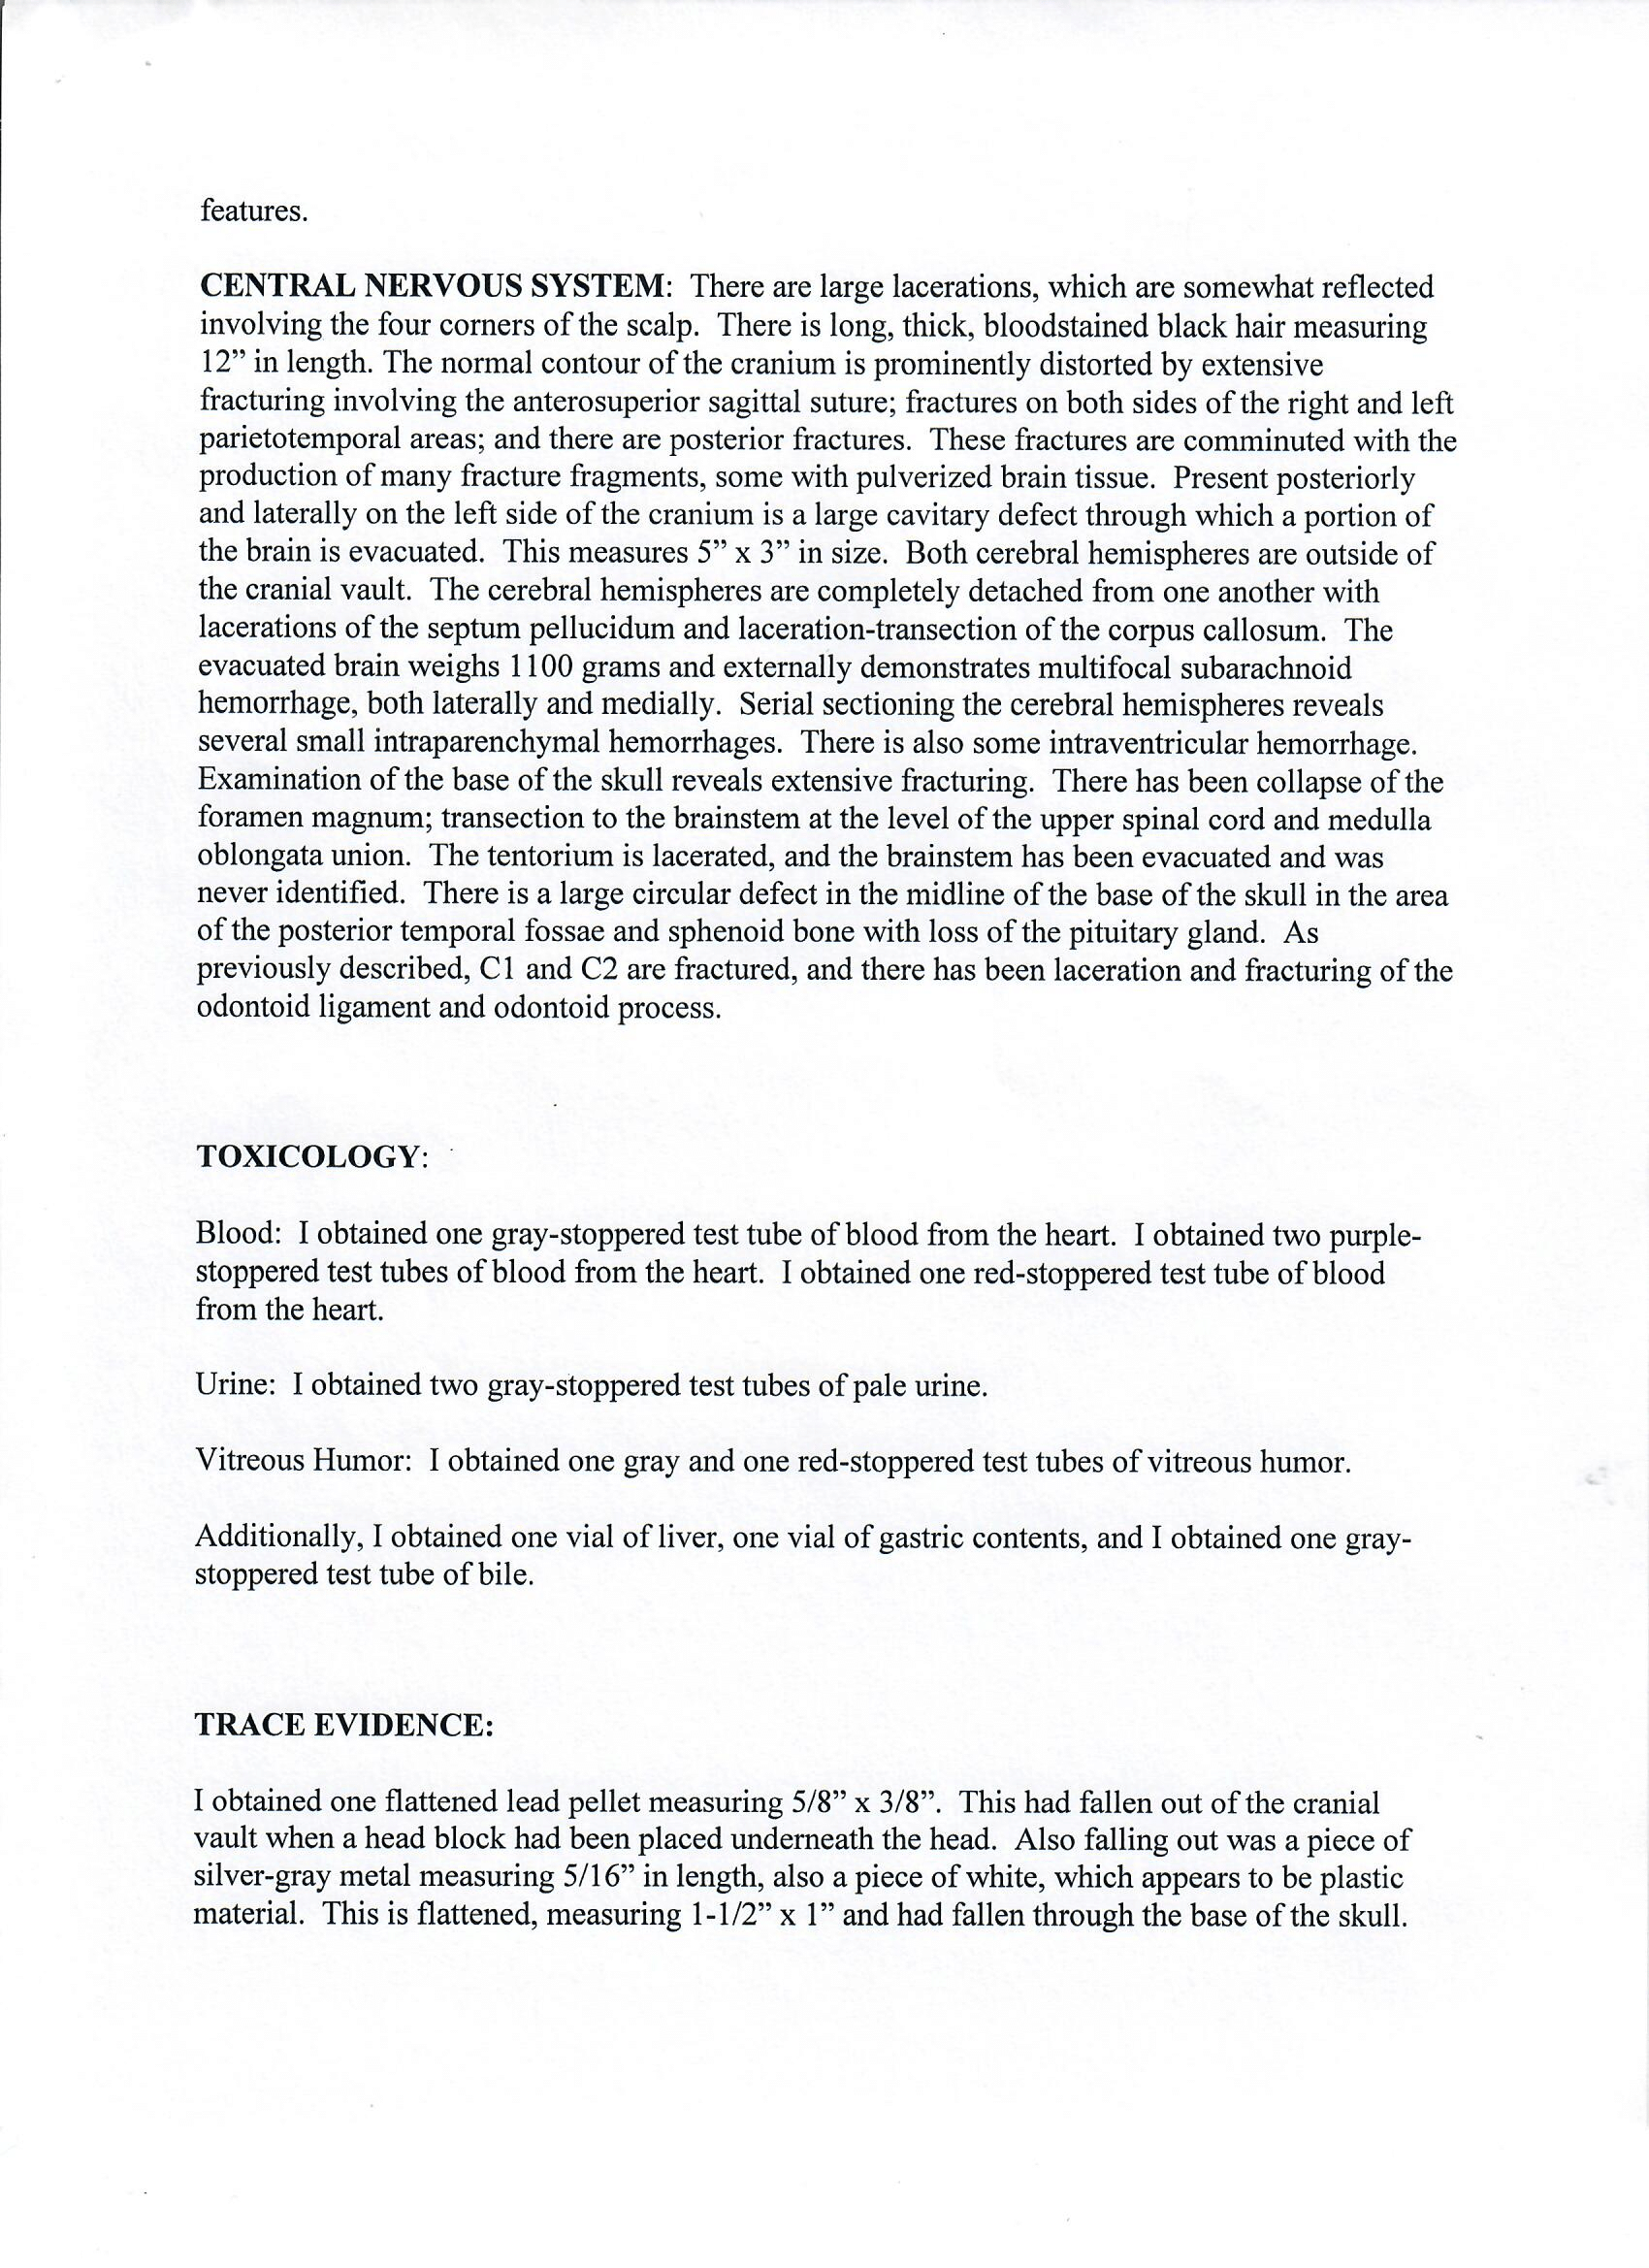 features.
CENTRAL NERVOUS SYSTEM:  There are large lacerations, which are somewhat reflected
involving the four corners of the scalp.  There is long, thick, bloodstained black hair measuring
12” in length. The normal contour of the cranium is prominently distorted by extensive
fracturing involving the anterosuperior sagittal suture; fractures on both sides of the right and left
parietotemporal areas; and there are posterior fractures.  These fractures are comminuted with the
production of many fracture fragments, some with pulverized brain tissue.  Present posteriorly
and laterally on the left side of the cranium is a large cavitary defect through which a portion of
the brain is evacuated.  This measures 5” x 3” in size.  Both cerebral hemispheres are outside of
the cranial vault.  The cerebral hemispheres are completely detached from one another with
lacerations of the septum pellucidum and laceration-transection of the corpus callosum.  The
evacuated brain weighs 1100 grams and externally demonstrates multifocal subarachnoid
hemorrhage, both laterally and medially.  Serial sectioning the cerebral hemispheres reveals
several small intraparenchymal hemorrhages.  There is also some intraventricular hemorrhage.
Examination of the base of the skull reveals extensive fracturing.  There has been collapse of the
foramen magnum; transection to the brainstem at the level of the upper spinal cord and medulla
oblongata union.  The tentorium is lacerated, and the brainstem has been evacuated and was
never identified.  There is a large circular defect in the midline of the base of the skull in the area
of the posterior temporal fossae and sphenoid bone with loss of the pituitary gland.  As
previously described, C1 and C2 are fractured, and there has been laceration and fracturing of the
odontoid ligament and odontoid process.
TOXICOLOGY:
Blood:  I obtained one gray-stoppered test tube of blood from the heart.  I obtained two purple-
stoppered test tubes of blood from the heart.  I obtained one red-stoppered test tube of blood
from the heart.
Urine:  I obtained two gray-stoppered test tubes of pale urine.
Vitreous Humor:  I obtained one gray and one red-stoppered test tubes of vitreous humor.
Additionally, I obtained one vial of liver, one vial of gastric contents, and I obtained one gray-
stoppered test tube of bile.
TRACE EVIDENCE:
I obtained one flattened lead pellet measuring 5/8” x 3/8”.  This had fallen out of the cranial
vault when a head block had been placed underneath the head.  Also falling out was a piece of
silver-gray metal measuring 5/16” in length, also a piece of white, which appears to be plastic
material.  This is flattened, measuring 1-1/2” x 1” and had fallen through the base of the skull.